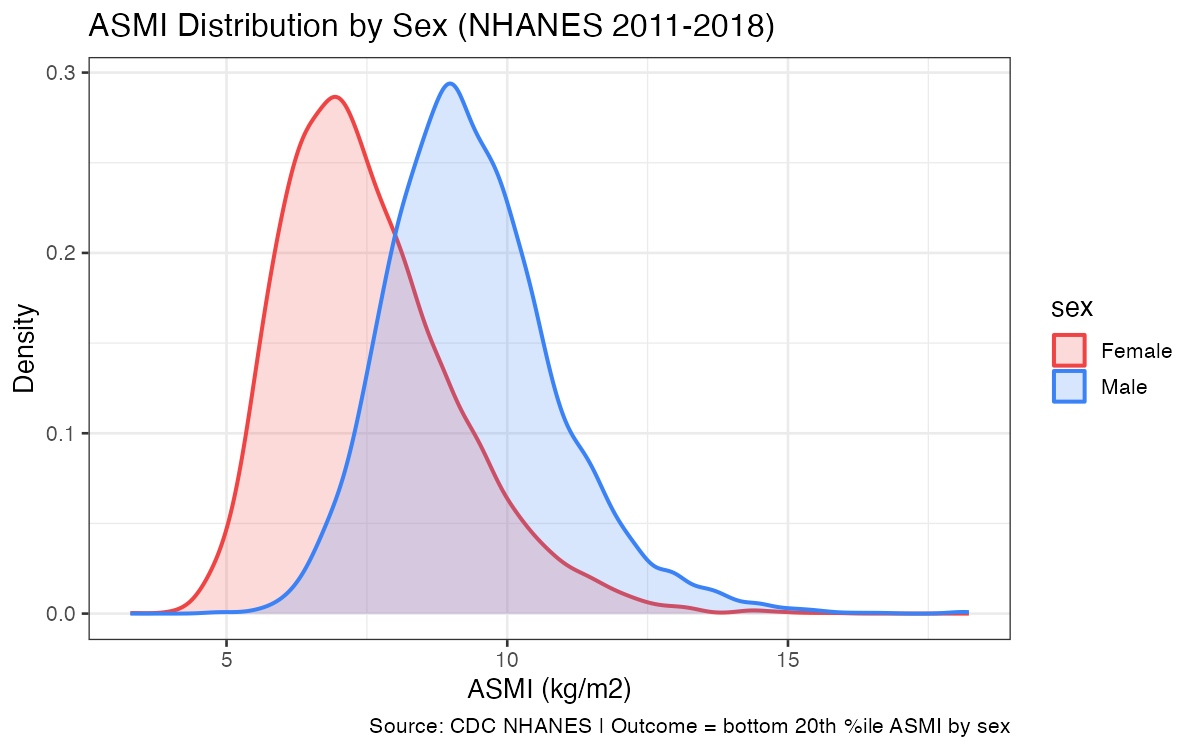 ASMI Distribution by Sex (NHANES 2011-2018)
0.3
0.2
0.1
0.0
Density
5
10
15
ASMI (kg/m2)
sex
Female
Male
Source: CDC NHANES | Outcome = bottom 20th %ile ASMI by sex